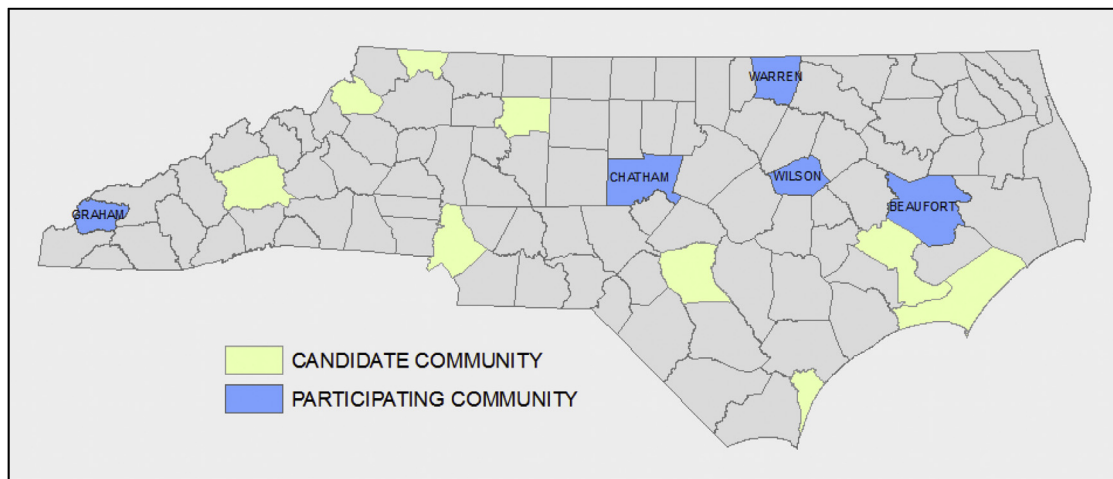 WARREN
CHATHAM
WILSON
BEAUFORT
GRAHAM
CANDIDATE COMMUNITY
PARTICIPATING COMMUNITY